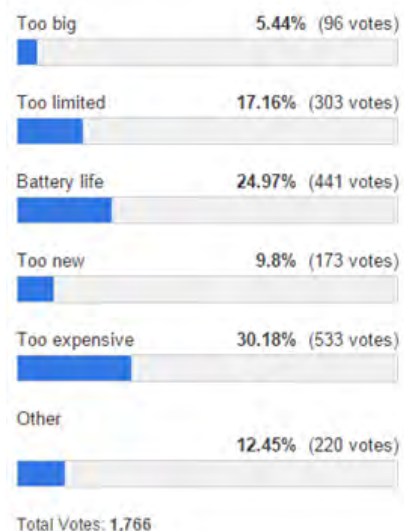 Too big 5.44% (96 votes)
Too limited 17.16% (303 votes)
Battery life 24.97% (441 votes)
Too new 9.8% (173 votes)
Too expensive 30.18% (533 votes)
Other
12.45% (220 votes)
Total Votes: 1,766